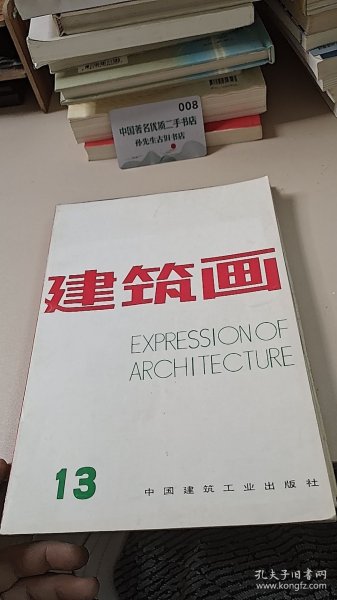 008
中国著名优质二手书店
孙先生古旧书店
建筑画
EXPRESSION OF
ARCHITECTURE
13
中国建筑工业出版社
孔夫子旧书网
www.kongfz.com